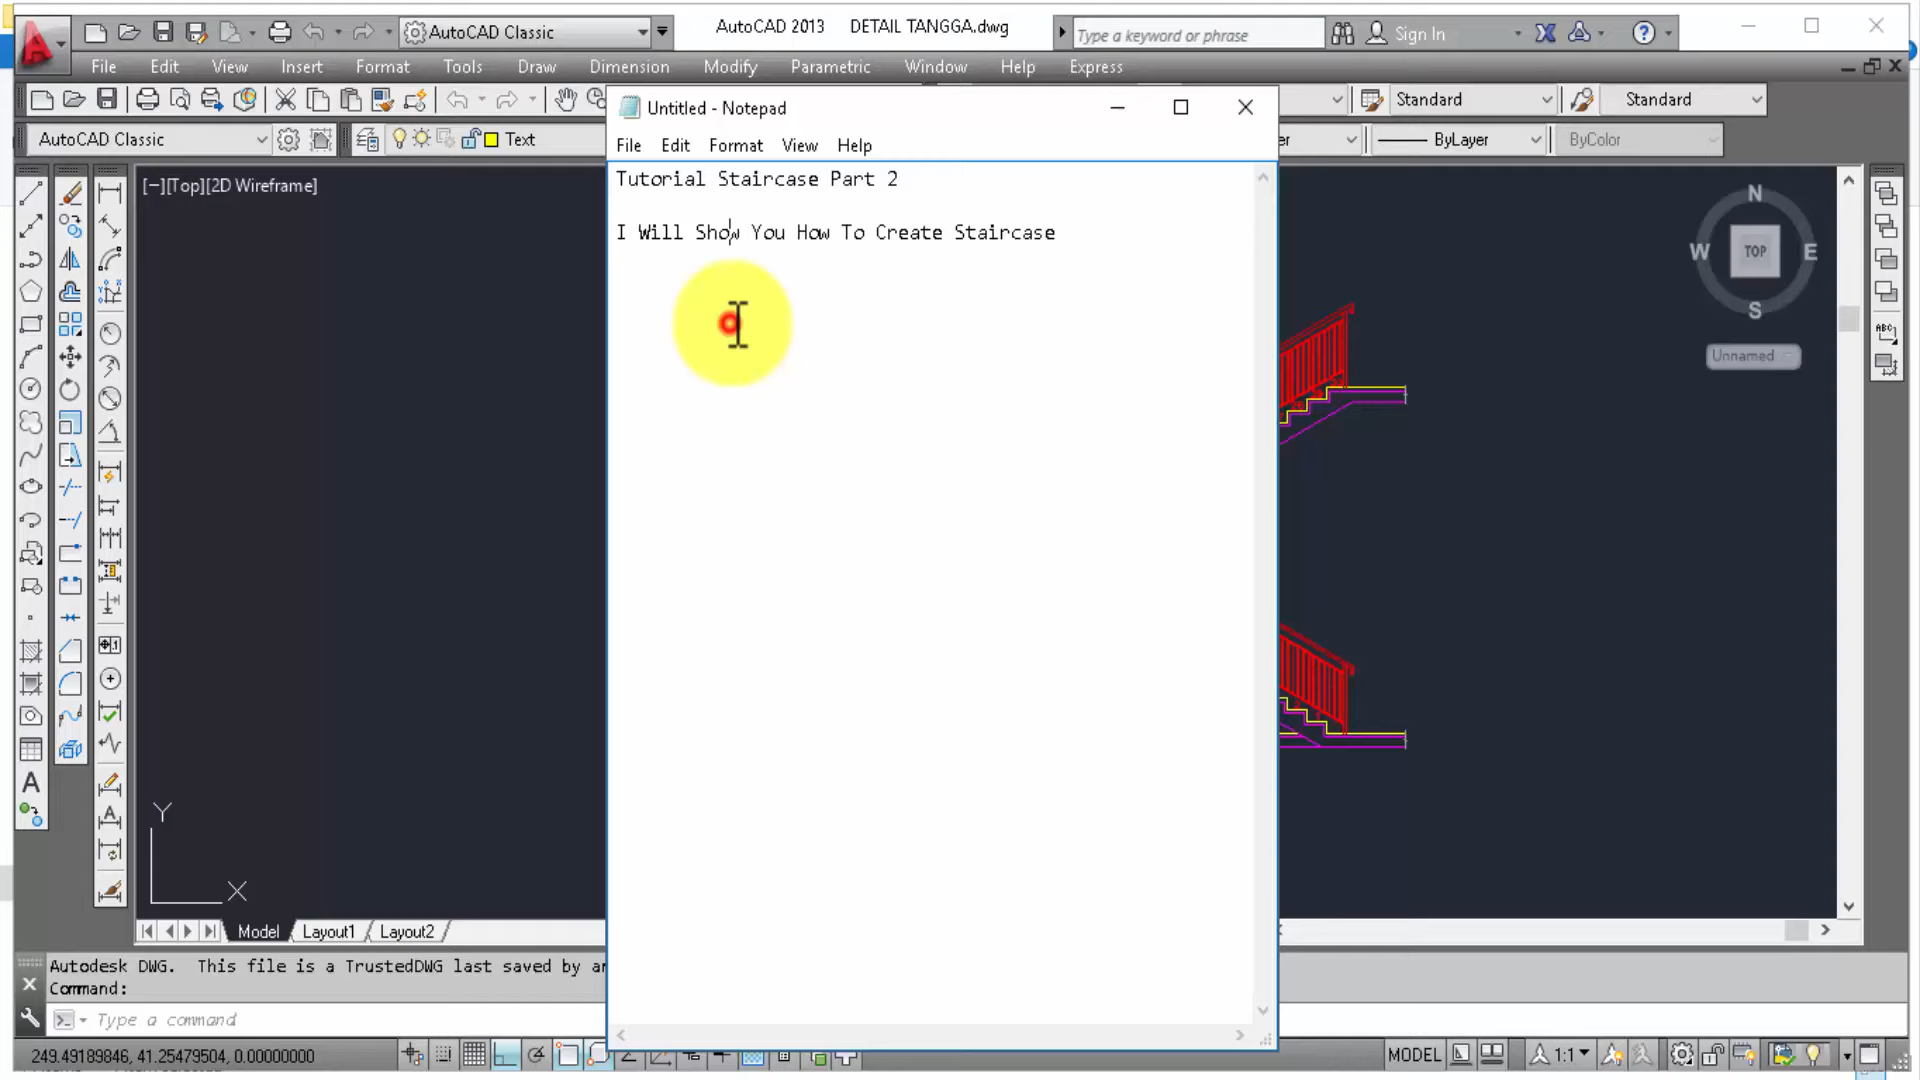 AutoCAD Classic
AutoCAD 2013 DETAIL TANGGA.dwg
Type a keyword or phrase
Sign In
File Edit View Insert Format Tools Draw Dimension Modify Parametric Window Help Express
Standard
Standard
AutoCAD Classic
Text
ByLayer
ByColor
Untitled - Notepad
File Edit Format View Help
Tutorial Staircase Part 2
I Will Show You How To Create Staircase
[−][Top][2D Wireframe]
N
W TOP E
S
Unnamed
ABC
Y
X
A
A
Model Layout1 Layout2
Autodesk DWG. This file is a TrustedDWG last saved by
Command:
Type a command
249.49189846, 41.25479504, 0.00000000
MODEL
1:1